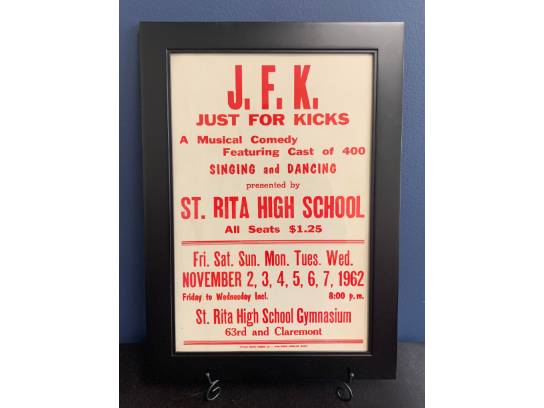 J. F. K.
JUST FOR KICKS
A Musical Comedy
Featuring Cast of 400
SINGING and DANCING
presented by
ST. RITA HIGH SCHOOL
All Seats $1.25
Fri. Sat. Sun. Mon. Tues. Wed.
NOVEMBER 2, 3, 4, 5, 6, 7, 1962
Friday to Wednesday Incl. 8:00 p.m.
St. Rita High School Gymnasium
63rd and Claremont